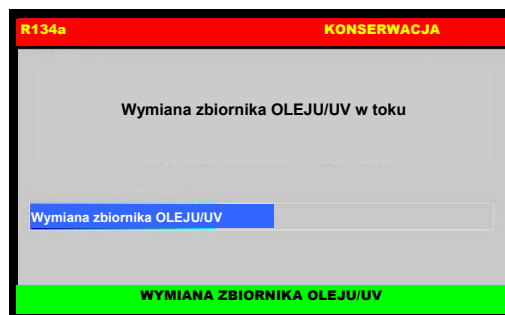 R134a KONSERWACJA
Wymiana zbiornika OLEJU/UV w toku
Wymiana zbiornika OLEJU/UV
WYMIANA ZBIORNIKA OLEJU/UV